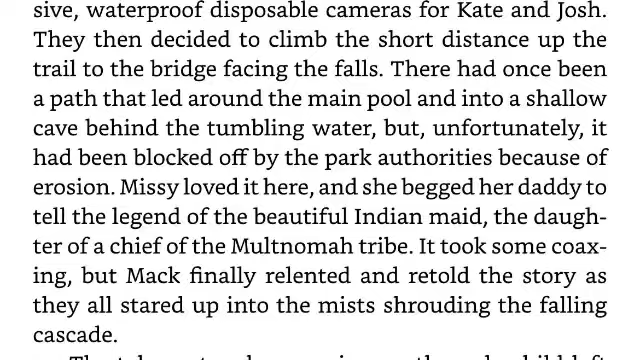 sive, waterproof disposable cameras for Kate and Josh.
They then decided to climb the short distance up the
trail to the bridge facing the falls. There had once been
a path that led around the main pool and into a shallow
cave behind the tumbling water, but, unfortunately, it
had been blocked off by the park authorities because of
erosion. Missy loved it here, and she begged her daddy to
tell the legend of the beautiful Indian maid, the daugh-
ter of a chief of the Multnomah tribe. It took some coax-
ing, but Mack finally relented and retold the story as
they all stared up into the mists shrouding the falling
cascade.